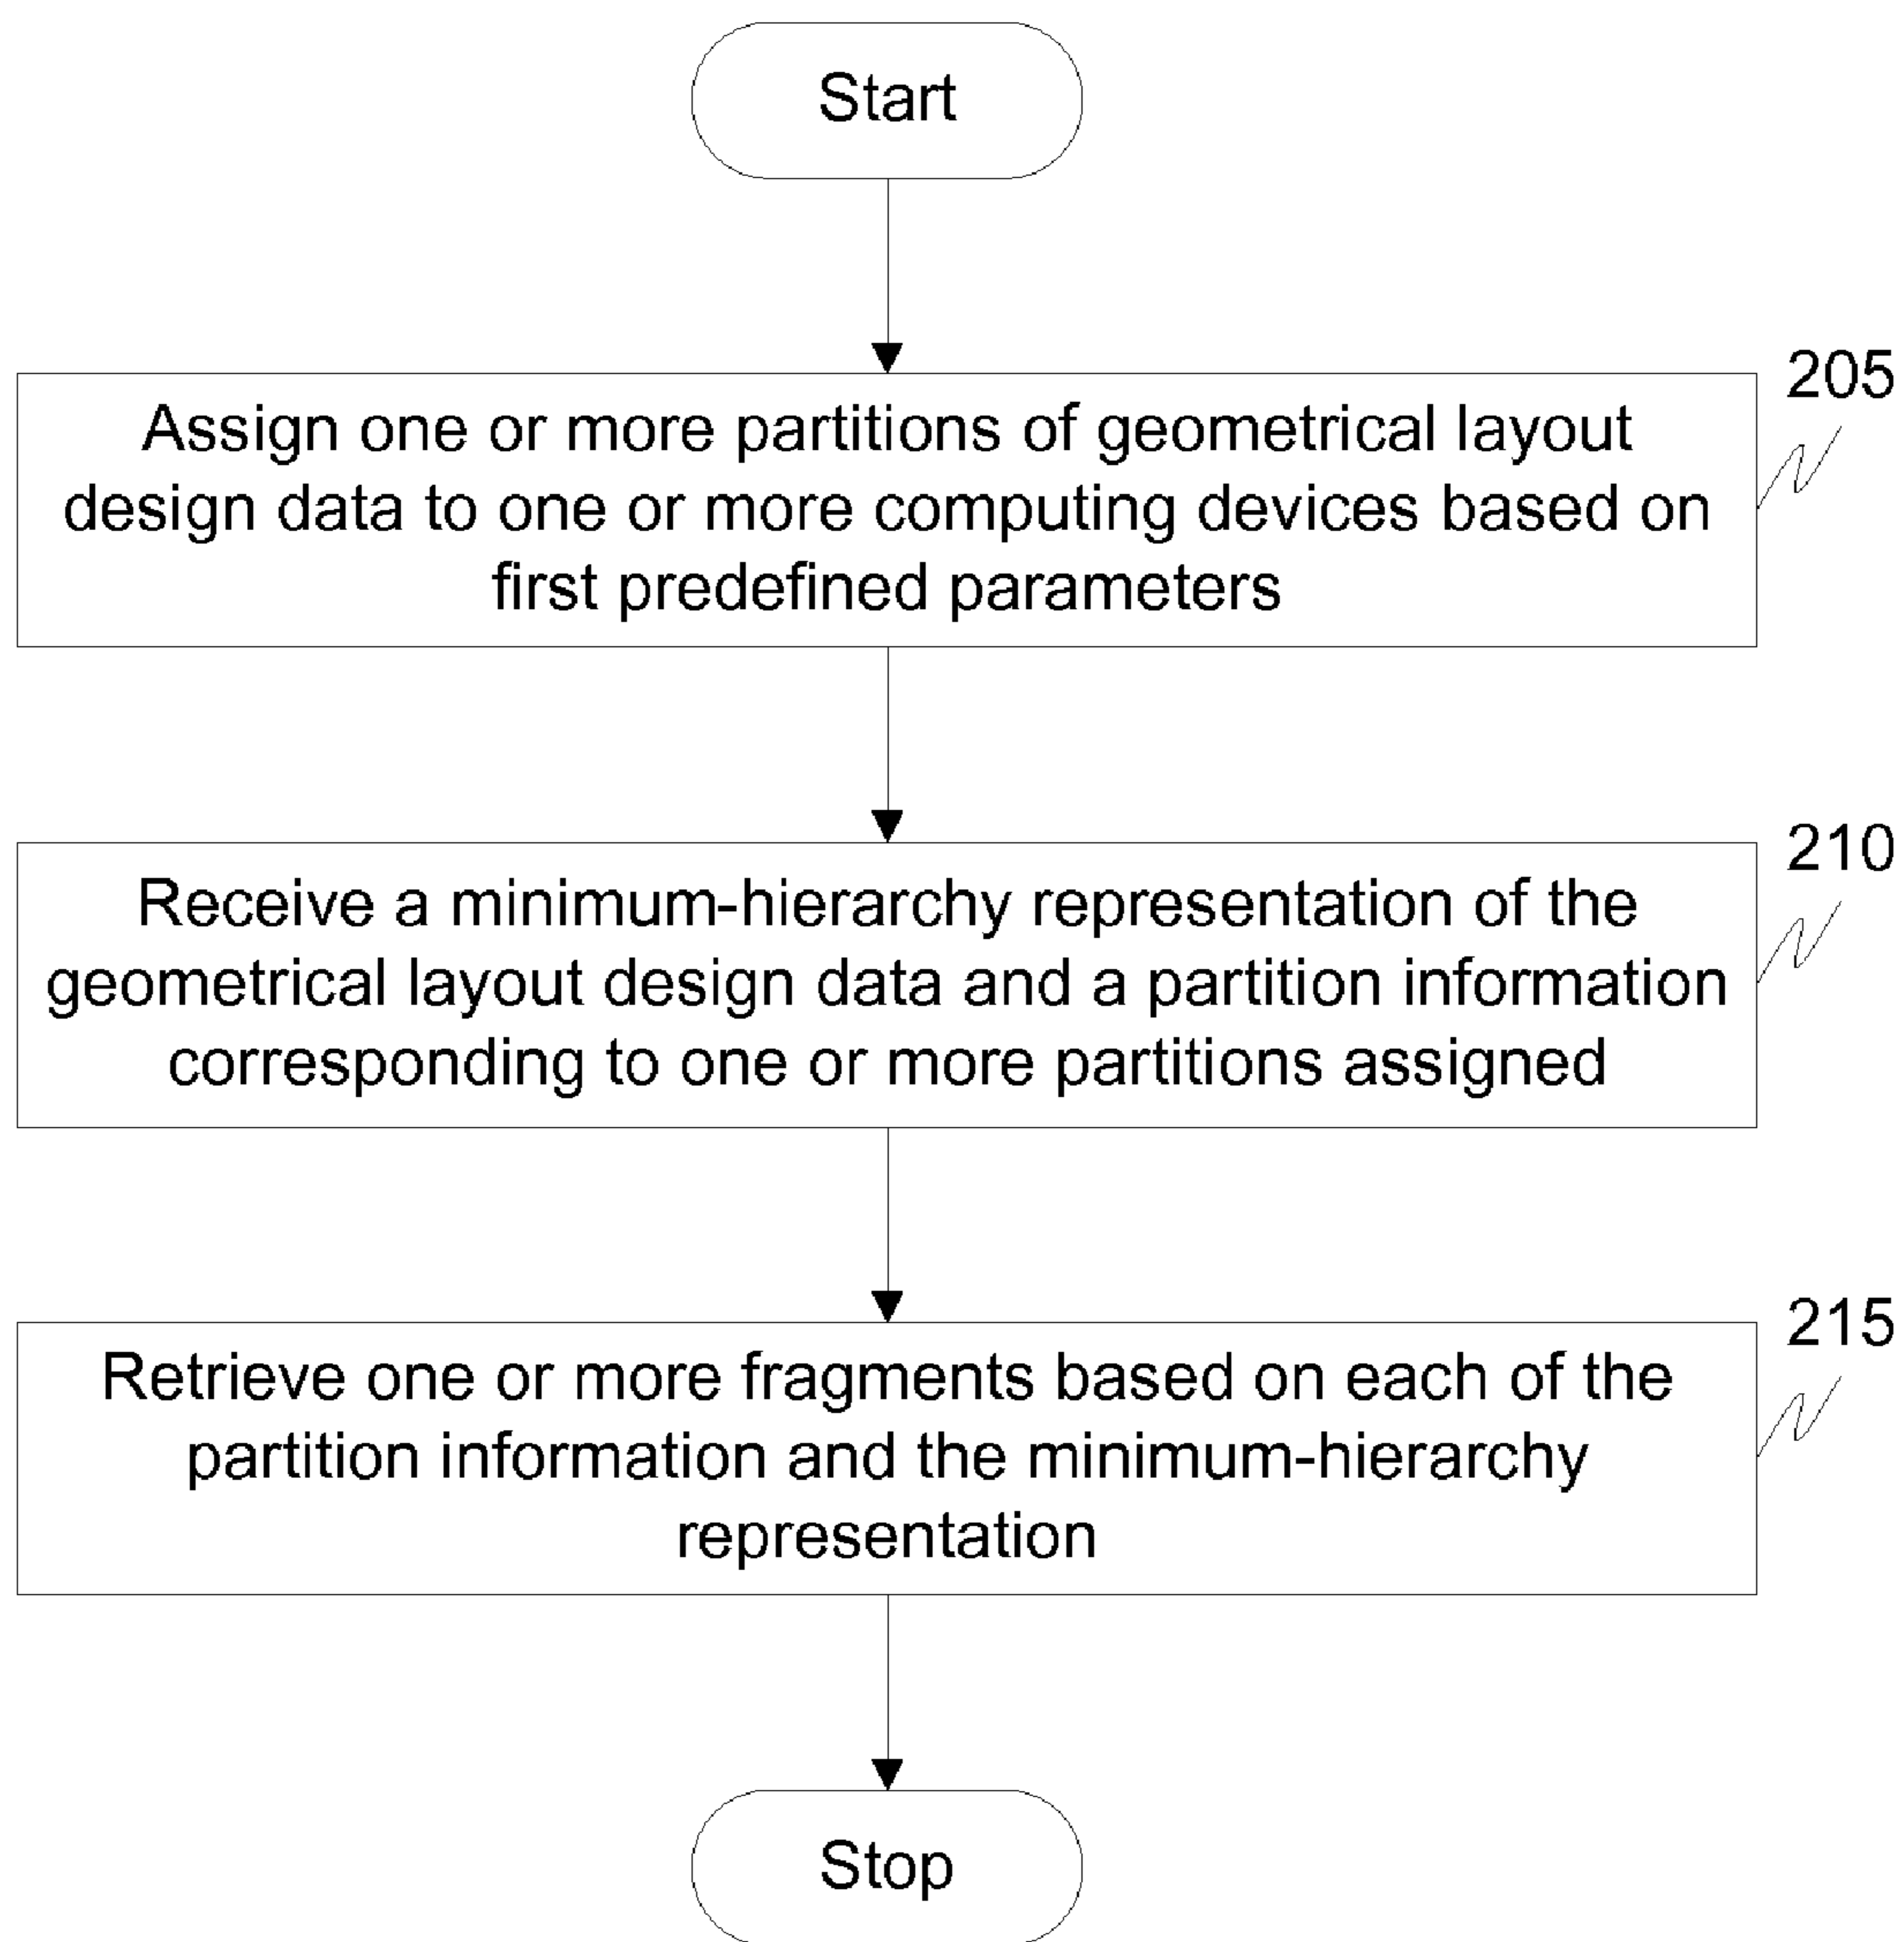 Start
205
Assign one or more partitions of geometrical layout
design data to one or more computing devices based on
first predefined parameters
210
Receive a minimum-hierarchy representation of the
geometrical layout design data and a partition information
corresponding to one or more partitions assigned
215
Retrieve one or more fragments based on each of the
partition information and the minimum-hierarchy
representation
Stop